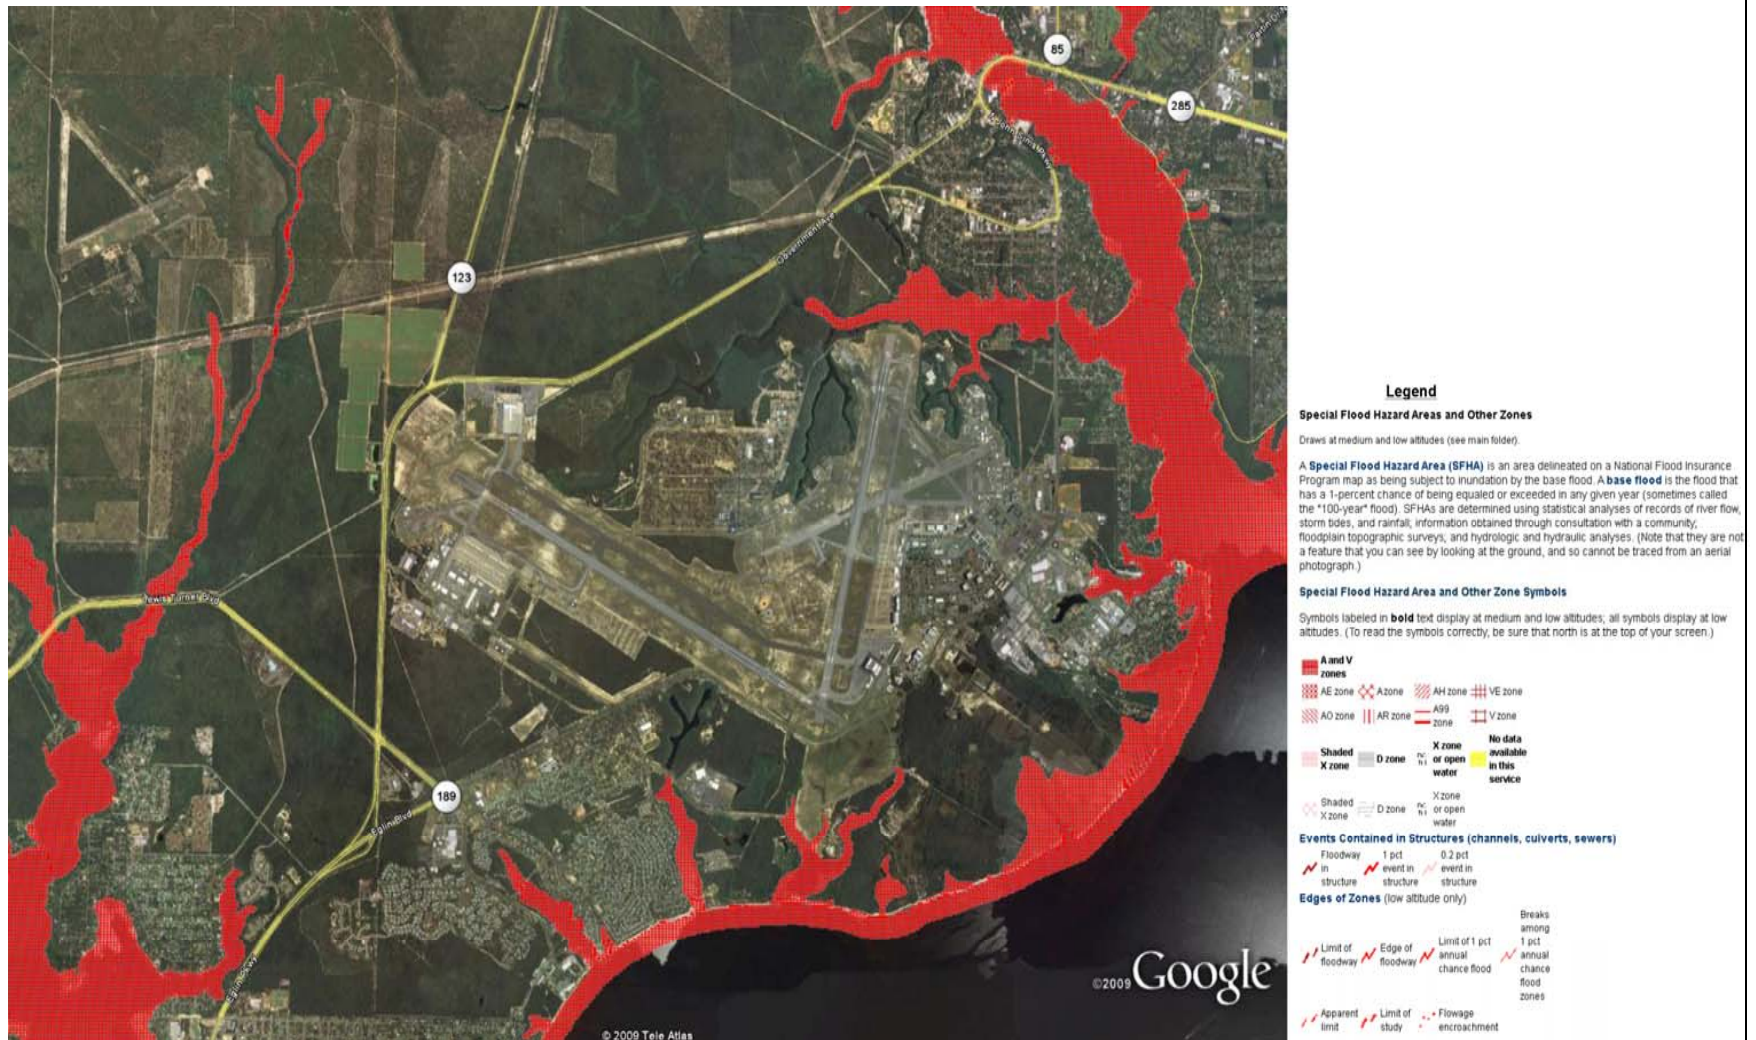 85
285
123
Government Ave
Lewis Turner Blvd
189
Eglin Blvd
Eglin Pkwy
©2009 Google
© 2009 Tele Atlas
Legend
Special Flood Hazard Areas and Other Zones
Draws at medium and low altitudes (see main folder).
A Special Flood Hazard Area (SFHA) is an area delineated on a National Flood Insurance
Program map as being subject to inundation by the base flood. A base flood is the flood that
has a 1-percent chance of being equaled or exceeded in any given year (sometimes called
the "100-year" flood). SFHAs are determined using statistical analyses of records of river flow,
storm tides, and rainfall; information obtained through consultation with a community;
floodplain topographic surveys; and hydrologic and hydraulic analyses. (Note that they are not
a feature that you can see by looking at the ground, and so cannot be traced from an aerial
photograph.)
Special Flood Hazard Area and Other Zone Symbols
Symbols labeled in bold text display at medium and low altitudes; all symbols display at low
altitudes. (To read the symbols correctly, be sure that north is at the top of your screen.)
A and V
zones
AE zone A zone AH zone VE zone
AO zone AR zone A99
zone V zone
Shaded
X zone
D zone
X zone
or open
water
No data
available
in this
service
Shaded
X zone
D zone
X zone
or open
water
Events Contained in Structures (channels, culverts, sewers)
Floodway
in
structure
1 pct
event in
structure
0.2 pct
event in
structure
Edges of Zones (low altitude only)
Limit of
floodway
Edge of
floodway
Limit of 1 pct
annual
chance flood
Breaks
among
1 pct
annual
chance
flood
zones
Apparent
limit
Limit of
study
Flowage
encroachment